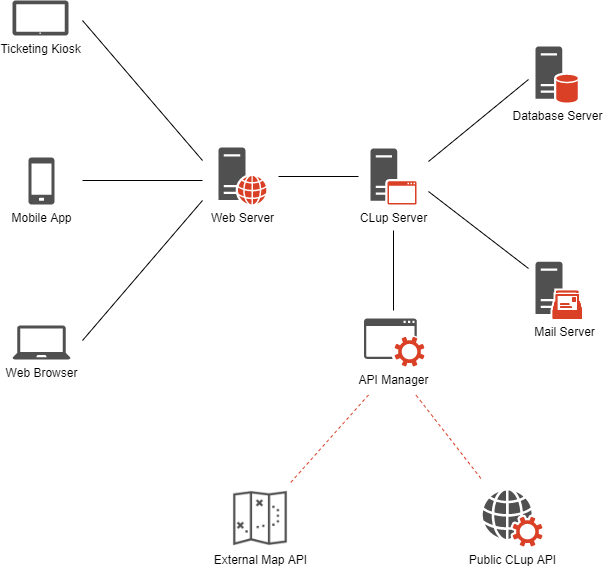 Ticketing Kiosk
Database Server
Mobile App
Web Server
CLup Server
Mail Server
Web Browser
API Manager
External Map API
Public CLup API